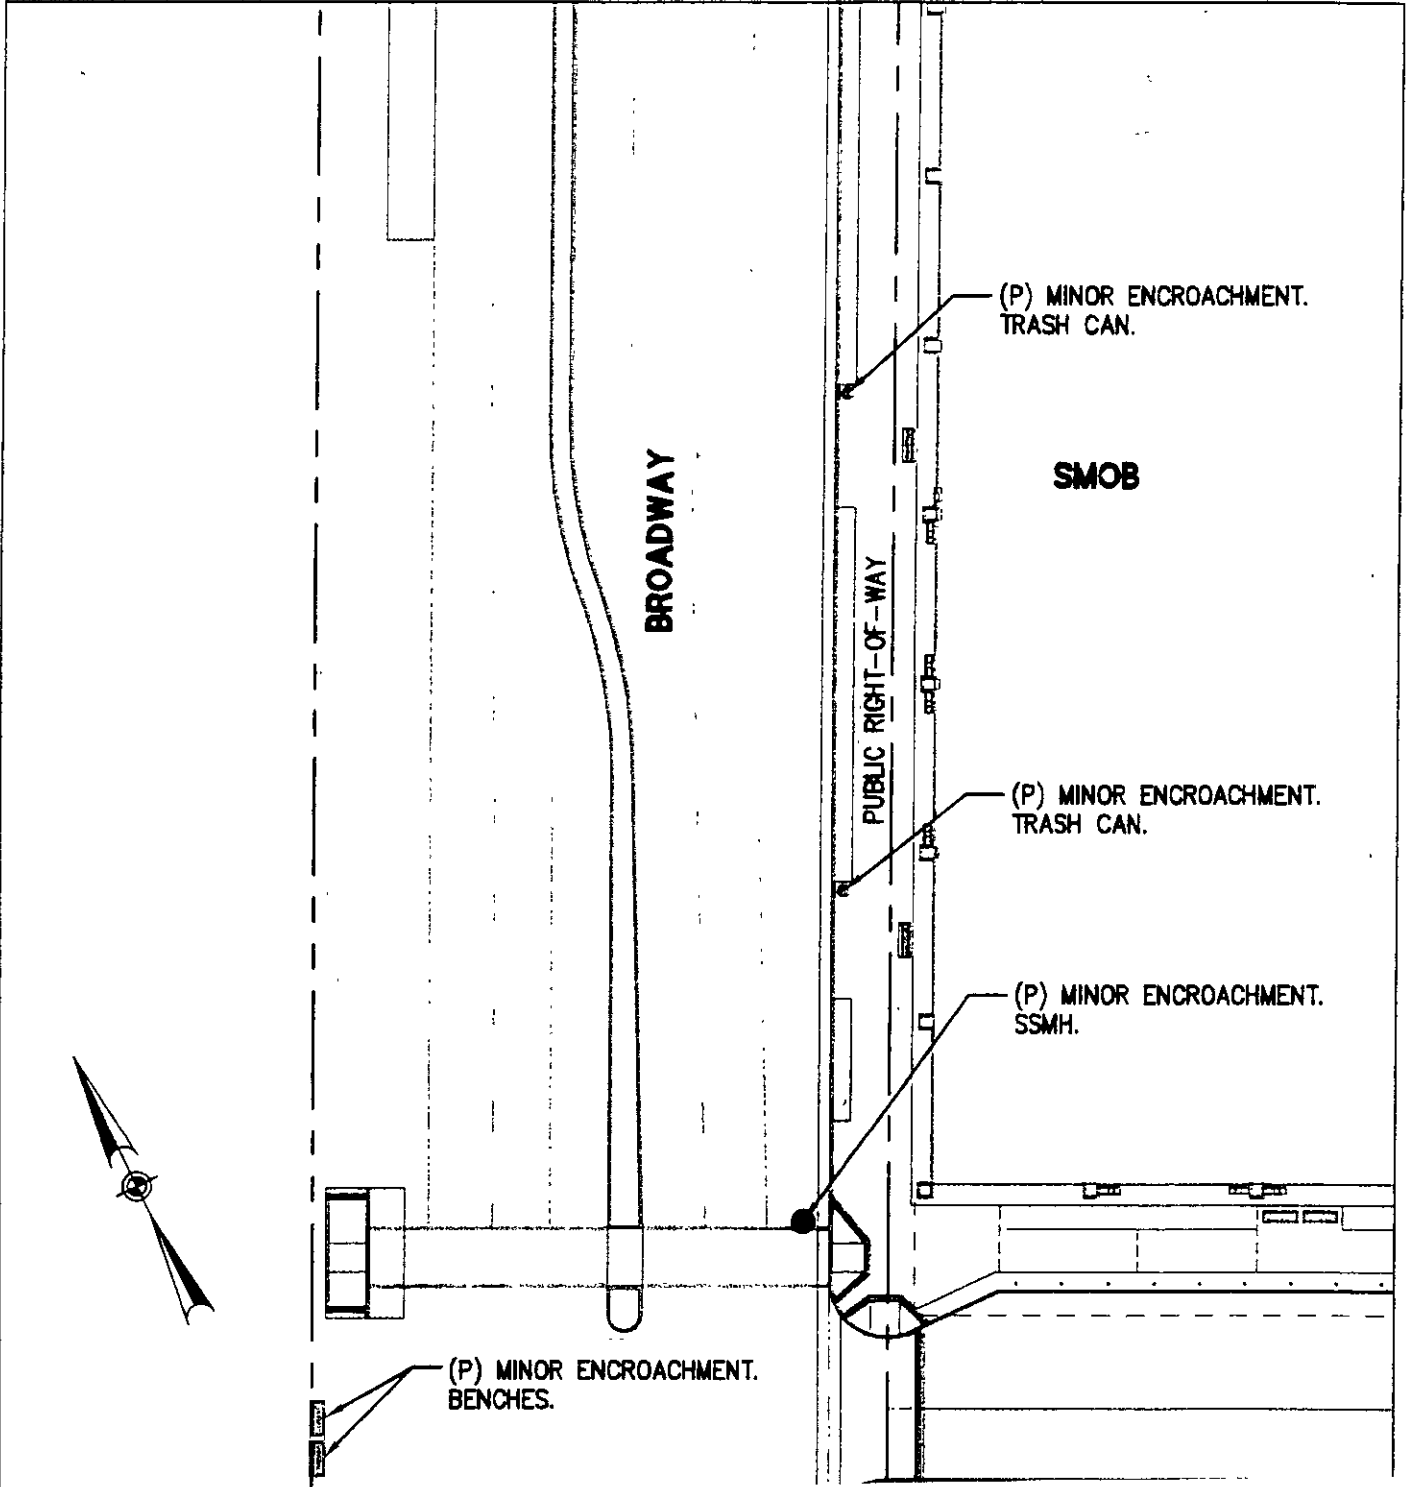 (P) MINOR ENCROACHMENT.
TRASH CAN.
SMOB
BROADWAY
PUBLIC RIGHT-OF-WAY
(P) MINOR ENCROACHMENT.
TRASH CAN.
(P) MINOR ENCROACHMENT.
SSMH.
(P) MINOR ENCROACHMENT.
BENCHES.